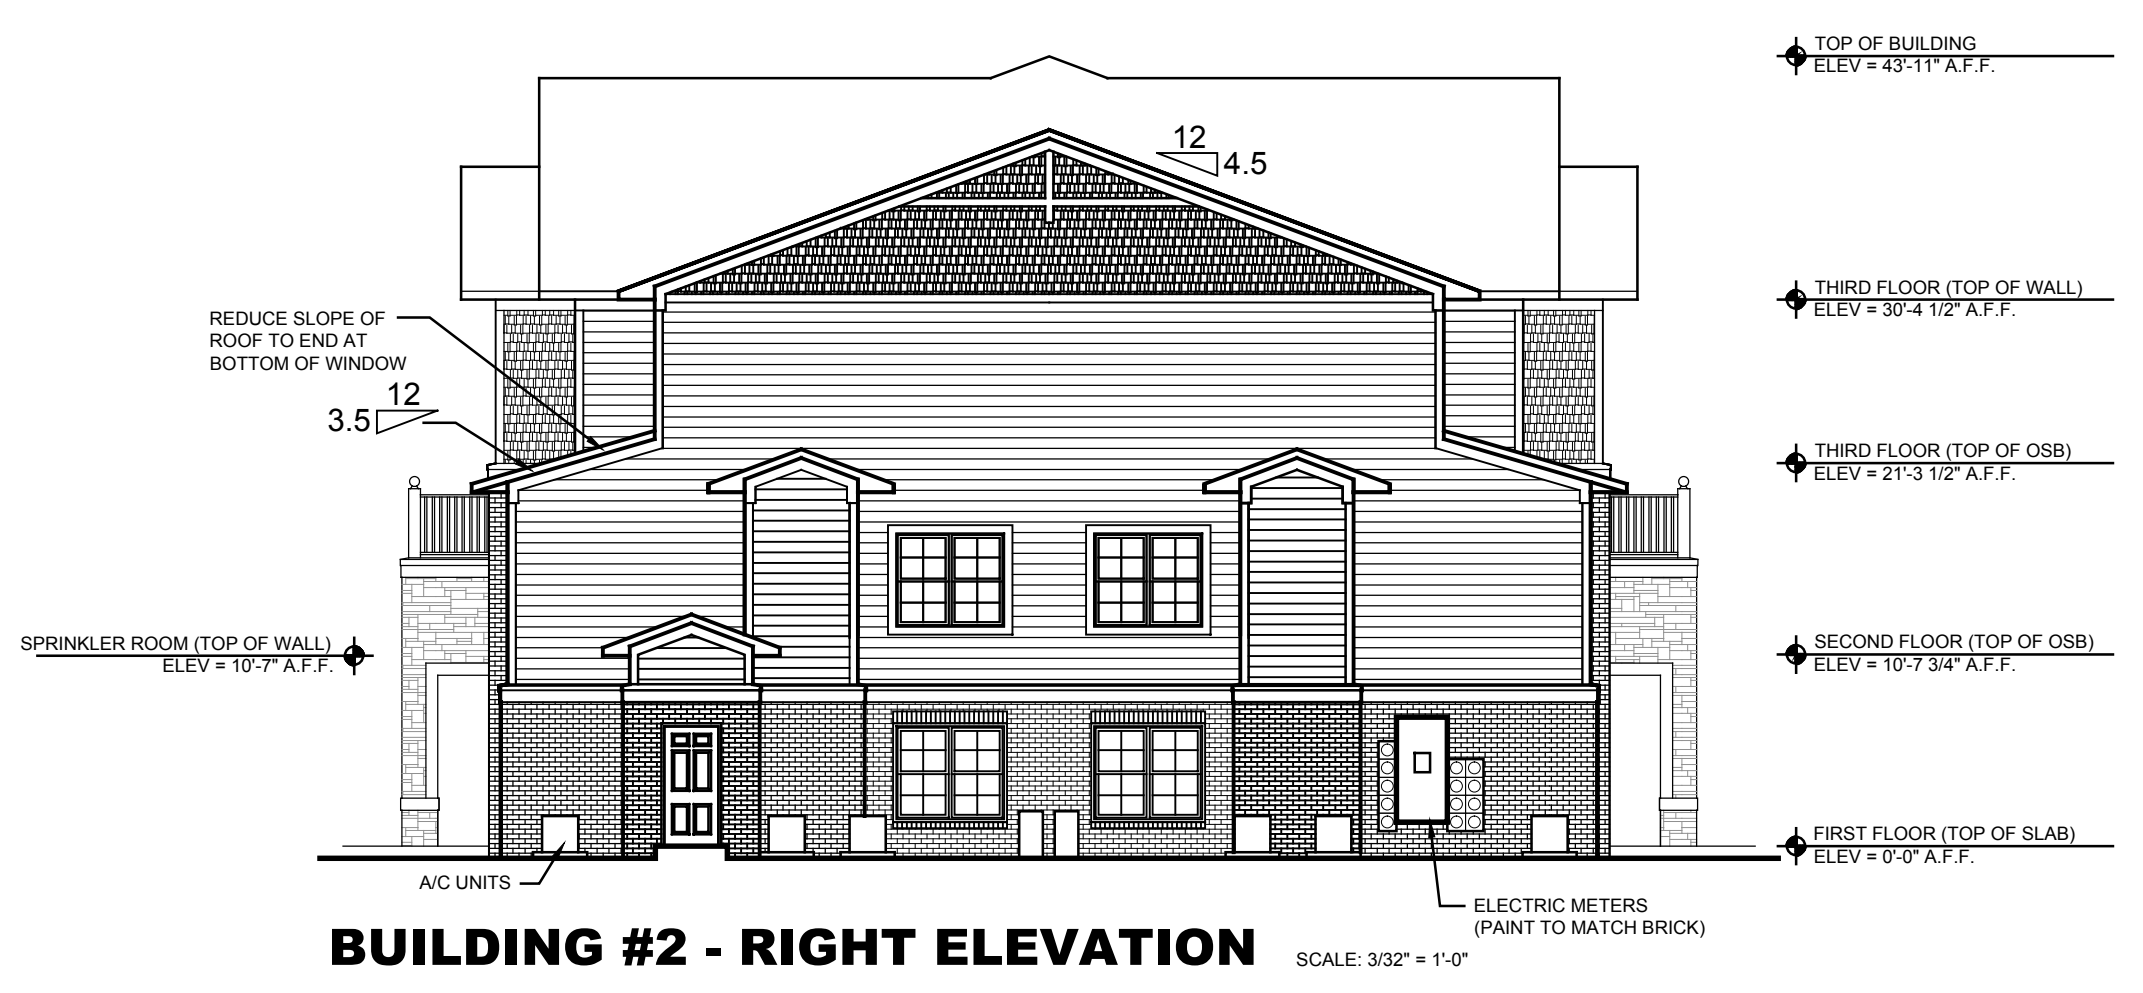 TOP OF BUILDING
ELEV = 43'-11" A.F.F.
12
4.5
THIRD FLOOR (TOP OF WALL)
ELEV = 30'-4 1/2" A.F.F.
REDUCE SLOPE OF
ROOF TO END AT
BOTTOM OF WINDOW
12
3.5
THIRD FLOOR (TOP OF OSB)
ELEV = 21'-3 1/2" A.F.F.
SPRINKLER ROOM (TOP OF WALL)
ELEV = 10'-7" A.F.F.
SECOND FLOOR (TOP OF OSB)
ELEV = 10'-7 3/4" A.F.F.
FIRST FLOOR (TOP OF SLAB)
ELEV = 0'-0" A.F.F.
A/C UNITS
ELECTRIC METERS
(PAINT TO MATCH BRICK)
BUILDING #2 - RIGHT ELEVATION
SCALE: 3/32" = 1'-0"